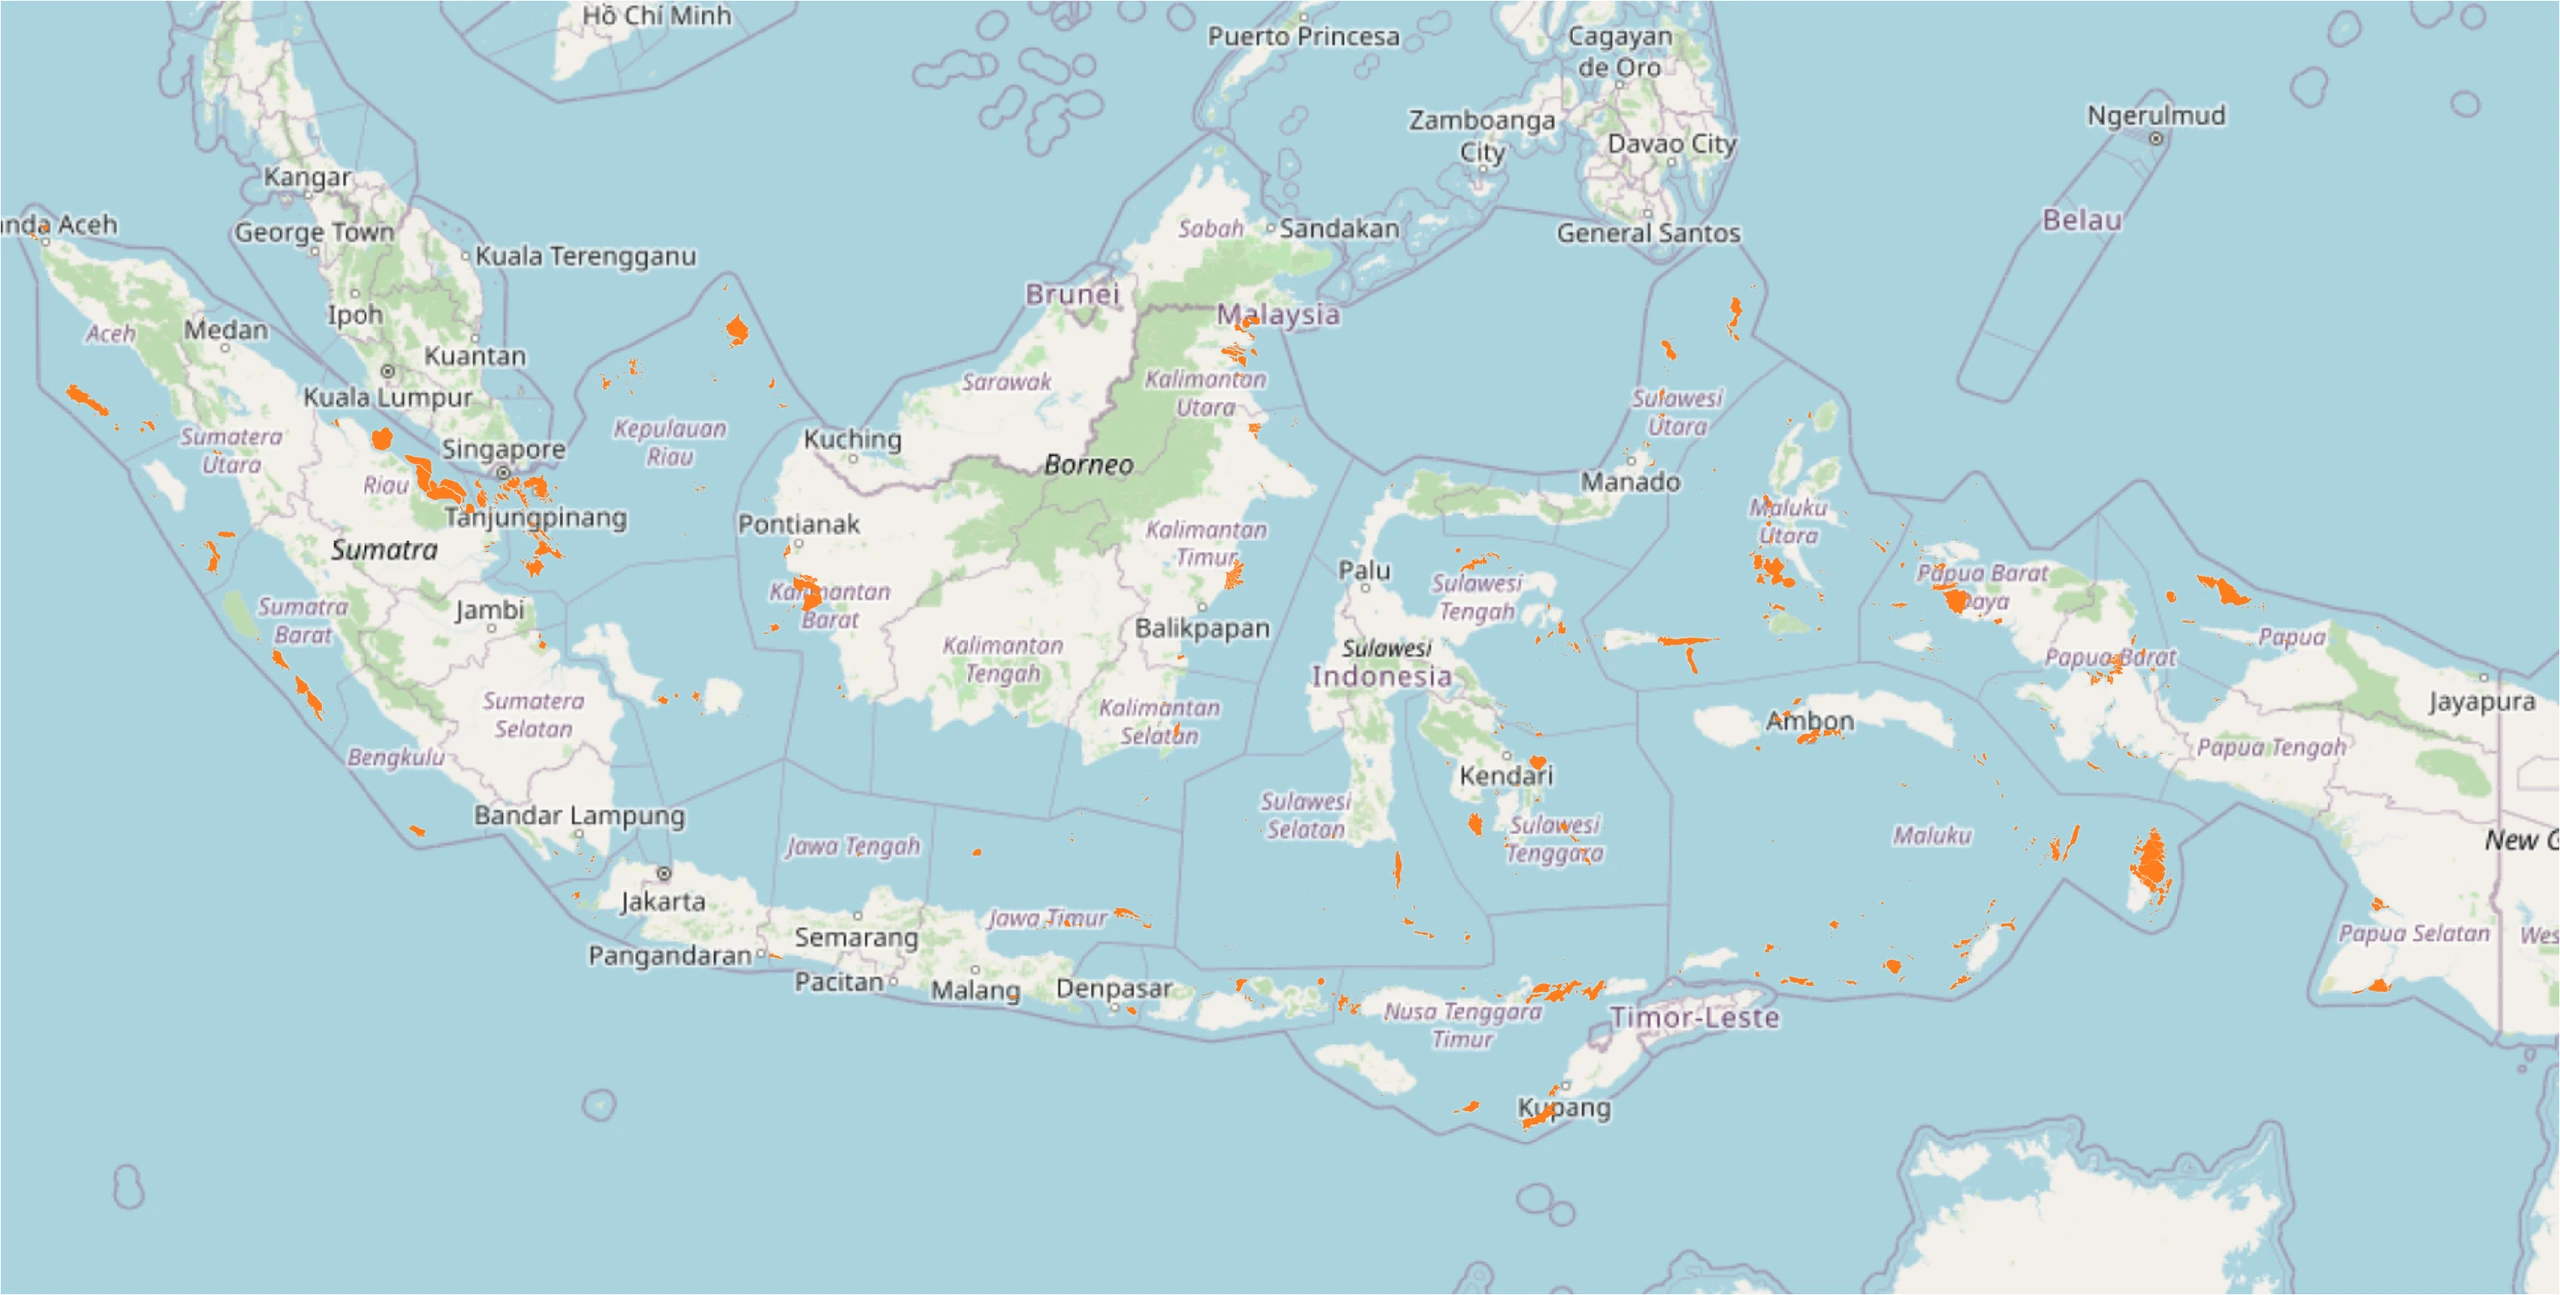 Hồ Chí Minh
Puerto Princesa
Cagayan
de Oro
Zamboanga
City
Davao City
Ngerulmud
Kangar
anda Aceh
George Town
Kuala Terengganu
Sabah
Sandakan
General Santos
Belau
Brunei
Malaysia
Ipoh
Aceh
Medan
Kuantan
Kuala Lumpur
Sarawak
Kalimantan
Utara
Sulawesi
Utara
Kepulauan
Riau
Sumatera
Utara
Singapore
Kuching
Borneo
Riau
Manado
Maluku
Utara
Tanjungpinang
Pontianak
Kalimantan
Timur
Sumatra
Palu
Sulawesi
Tengah
Papua Barat
Daya
Kalimantan
Barat
Sumatra
Barat
Jambi
Balikpapan
Kalimantan
Tengah
Sulawesi
Indonesia
Papua
Papua Barat
Sumatera
Selatan
Kalimantan
Selatan
Ambon
Jayapura
Papua Tengah
Bengkulu
Kendari
Bandar Lampung
Sulawesi
Selatan
Sulawesi
Tenggara
Maluku
New G
Jawa Tengah
Jakarta
Jawa Timur
Semarang
Papua Selatan
Wes
Pangandaran
Pacitan
Malang
Denpasar
Nusa Tenggara
Timur
Timor-Leste
Kupang